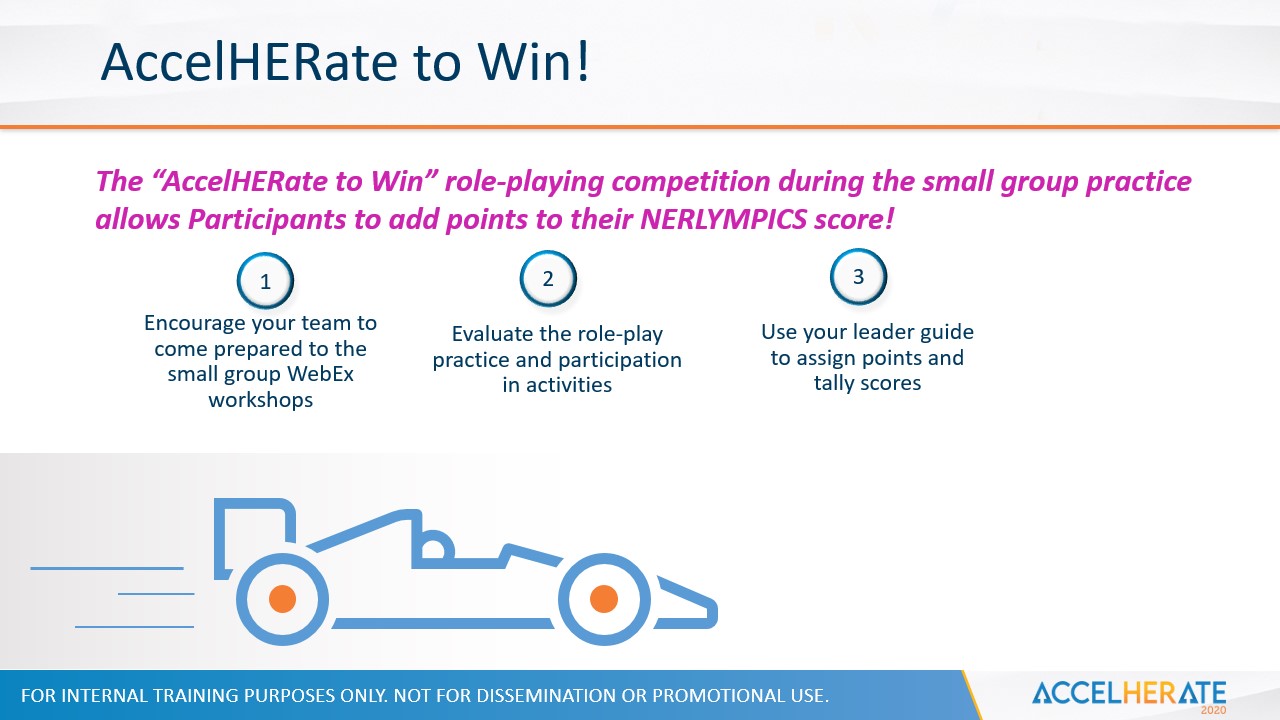 AccelHERate to Win!
The “AccelHERate to Win” role-playing competition during the small group practice
allows Participants to add points to their NERLYMPICS score!
1
Encourage your team to
come prepared to the
small group WebEx
workshops
2
Evaluate the role-play
practice and participation
in activities
3
Use your leader guide
to assign points and
tally scores
FOR INTERNAL TRAINING PURPOSES ONLY. NOT FOR DISSEMINATION OR PROMOTIONAL USE.
ACCELHERATE
2020